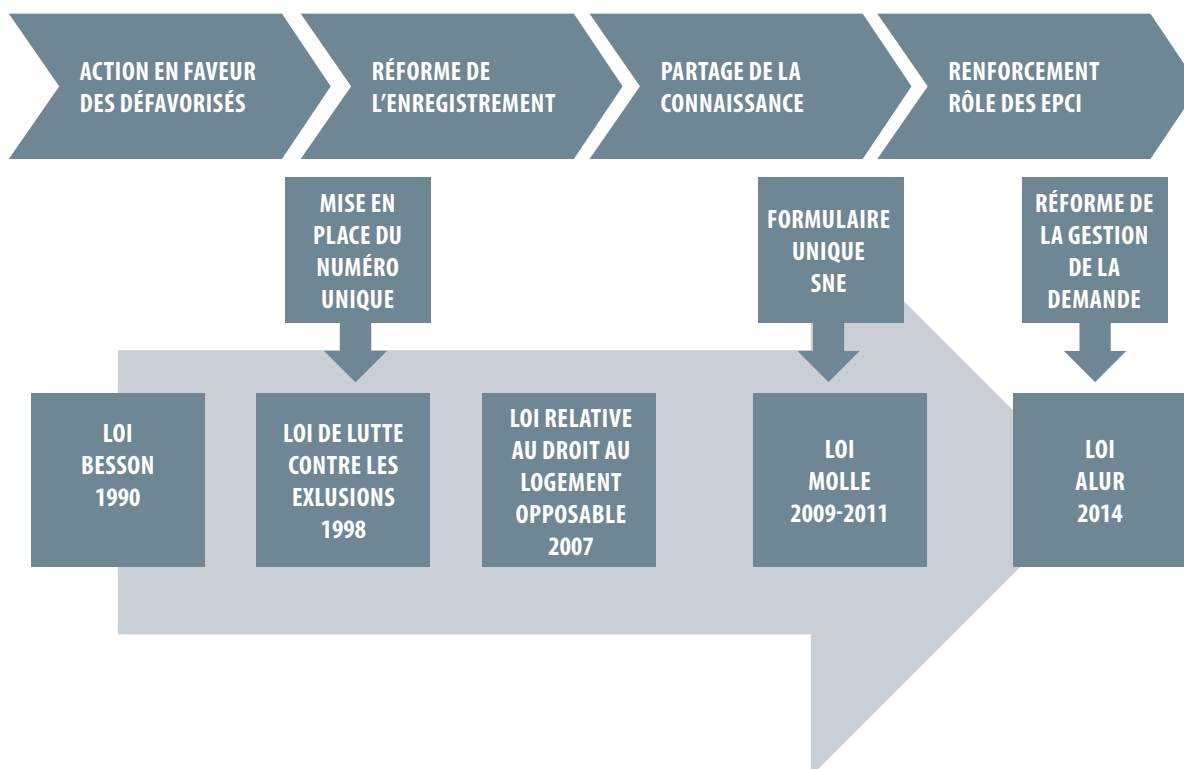 ACTION EN FAVEUR
DES DÉFAVORISÉS
RÉFORME DE
L'ENREGISTREMENT
PARTAGE DE LA
CONNAISSANCE
RENFORCEMENT
RÔLE DES EPCI
MISE EN
PLACE DU
NUMÉRO
UNIQUE
FORMULAIRE
UNIQUE
SNE
RÉFORME DE
LA GESTION
DE LA
DEMANDE
LOI
BESSON
1990
LOI DE LUTTE
CONTRE LES
EXLUSIONS
1998
LOI RELATIVE
AU DROIT AU
LOGEMENT
OPPOSABLE
2007
LOI
MOLLE
2009-2011
LOI
ALUR
2014